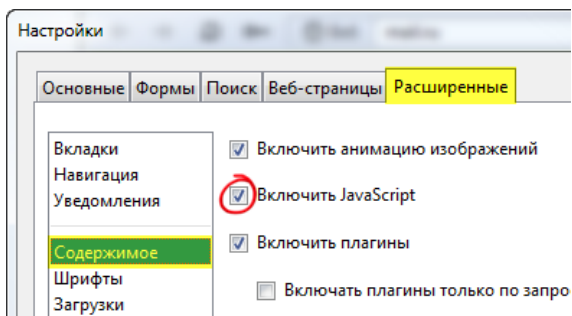 Настройки
Основные Формы Поиск Веб-страницы Расширенные
Вкладки
Навигация
Уведомления
Содержимое
Шрифты
Загрузки
Включить анимацию изображений
Включить JavaScript
Включить плагины
Включать плагины только по запро